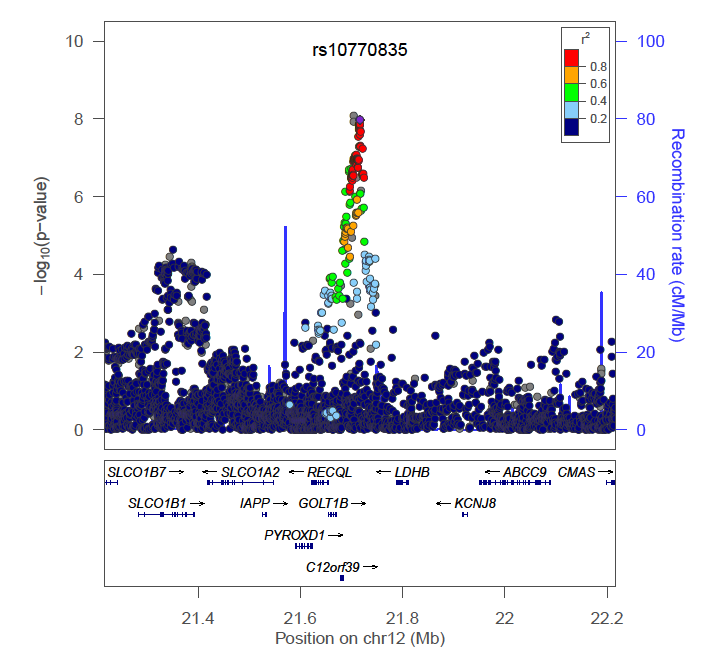 rs10770835
r2
0.8
0.6
0.4
0.2
10
8
6
4
2
0
−log10(p−value)
100
80
60
40
20
0
Recombination rate (cM/Mb)
SLCO1B7
SLCO1A2
RECQL
LDHB
ABCC9
CMAS
SLCO1B1
IAPP
GOLT1B
KCNJ8
PYROXD1
C12orf39
21.4
21.6
21.8
22
22.2
Position on chr12 (Mb)